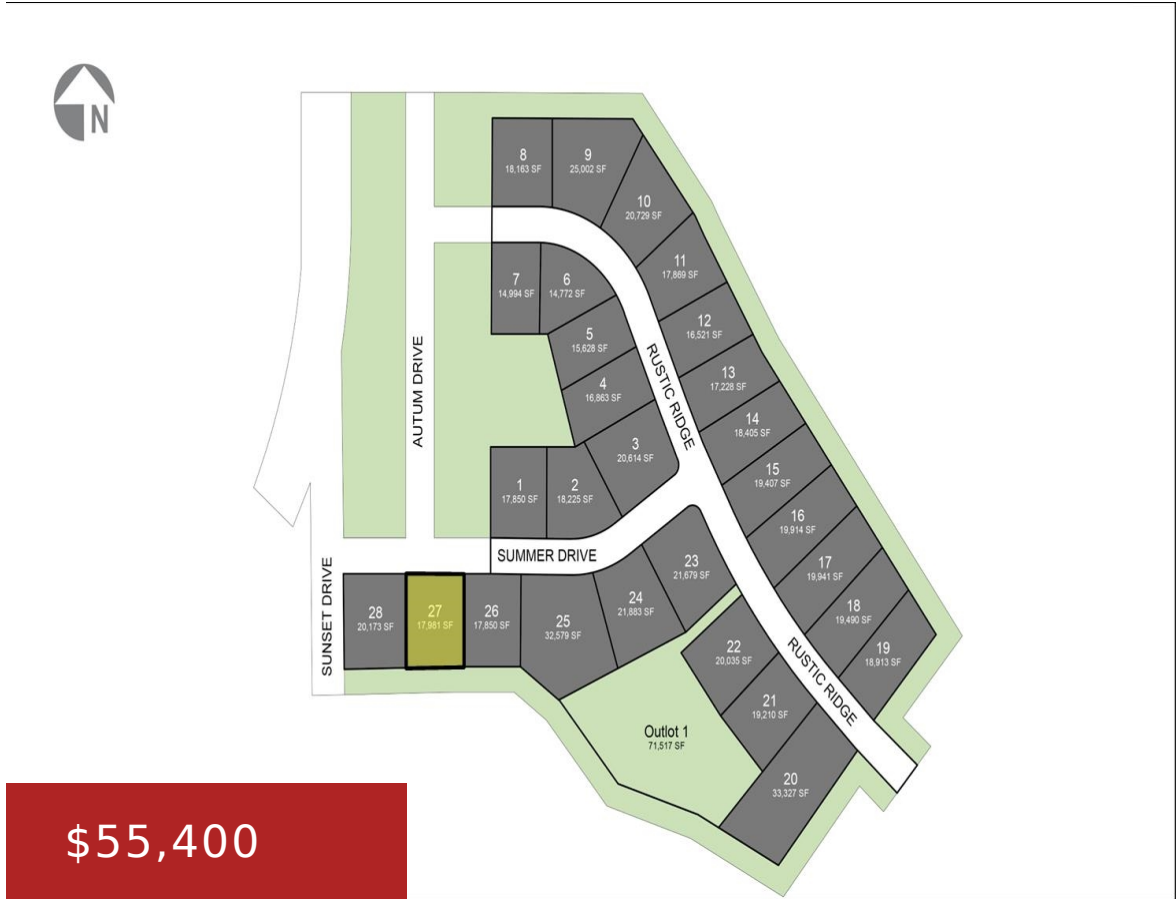 N
8
18,163 SF
9
25,002 SF
10
20,729 SF
11
17,869 SF
7
14,994 SF
6
14,772 SF
12
16,521 SF
5
15,628 SF
AUTUM DRIVE
RUSTIC RIDGE
13
17,228 SF
4
16,863 SF
14
18,405 SF
3
20,614 SF
15
19,407 SF
1
17,850 SF
2
18,225 SF
16
19,914 SF
SUMMER DRIVE
17
19,941 SF
23
21,679 SF
SUNSET DRIVE
28
20,173 SF
27
17,981 SF
26
17,850 SF
25
32,579 SF
24
21,883 SF
18
19,490 SF
22
20,035 SF
19
18,913 SF
RUSTIC RIDGE
21
19,210 SF
Outlot 1
71,517 SF
20
33,327 SF
$55,400